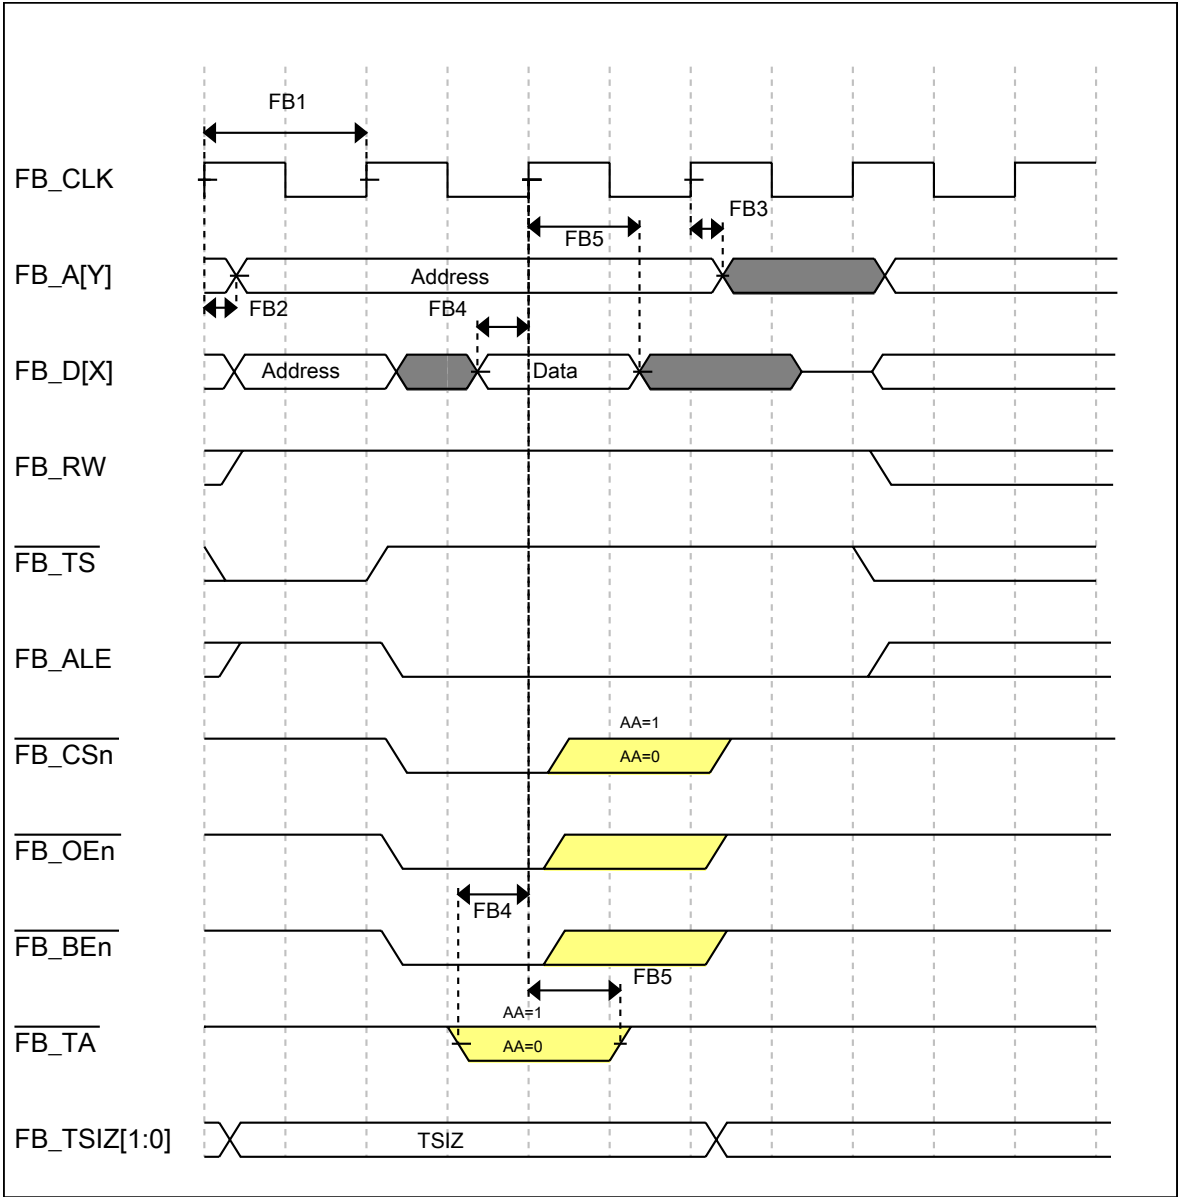 FB1
FB_CLK
FB3
FB5
FB_A[Y]
Address
FB2
FB4
FB_D[X]
Address
Data
FB_RW
FB_TS
FB_ALE
AA=1
FB_CSn
AA=0
FB_OEn
FB4
FB_BEn
FB5
AA=1
FB_TA
AA=0
FB_TSIZ[1:0]
TSIZ